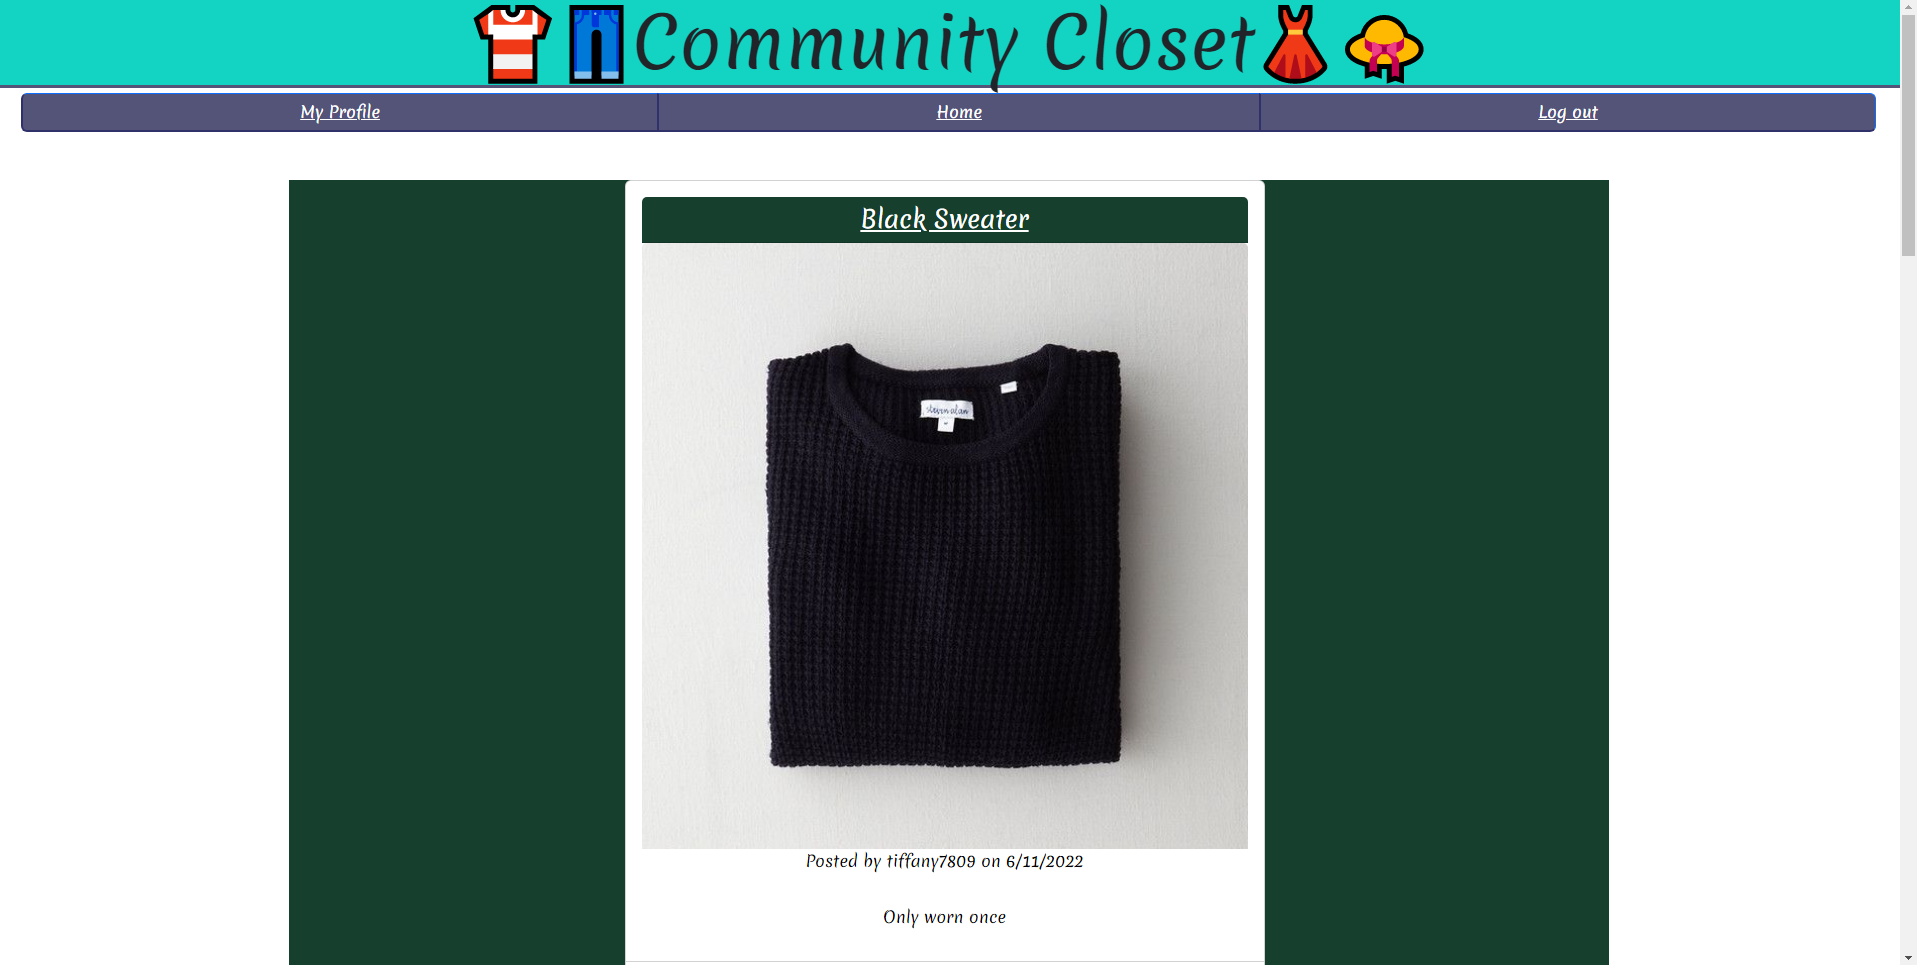 Community Closet
My Profile
Home
Log out
Black Sweater
steven alan
Posted by tiffany7809 on 6/11/2022
Only worn once